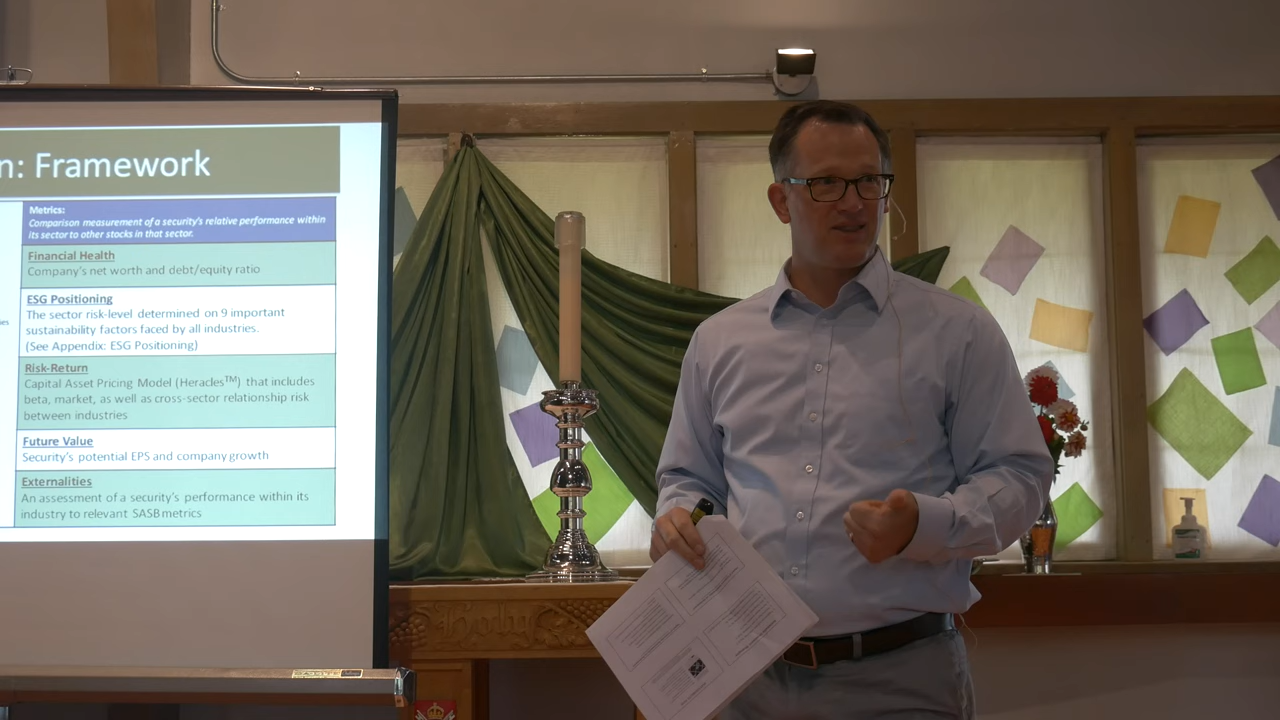 n: Framework
Metrics:
Comparison measurement of a security's relative performance within
its sector to other stocks in that sector.
Financial Health
Company's net worth and debt/equity ratio
ESG Positioning
The sector risk-level determined on 9 important
sustainability factors faced by all industries.
(See Appendix: ESG Positioning)
Risk-Return
Capital Asset Pricing Model (Heracles™) that includes
beta, market, as well as cross-sector relationship risk
between industries
Future Value
Security's potential EPS and company growth
Externalities
An assessment of a security's performance within its
industry to relevant SASB metrics
Holy